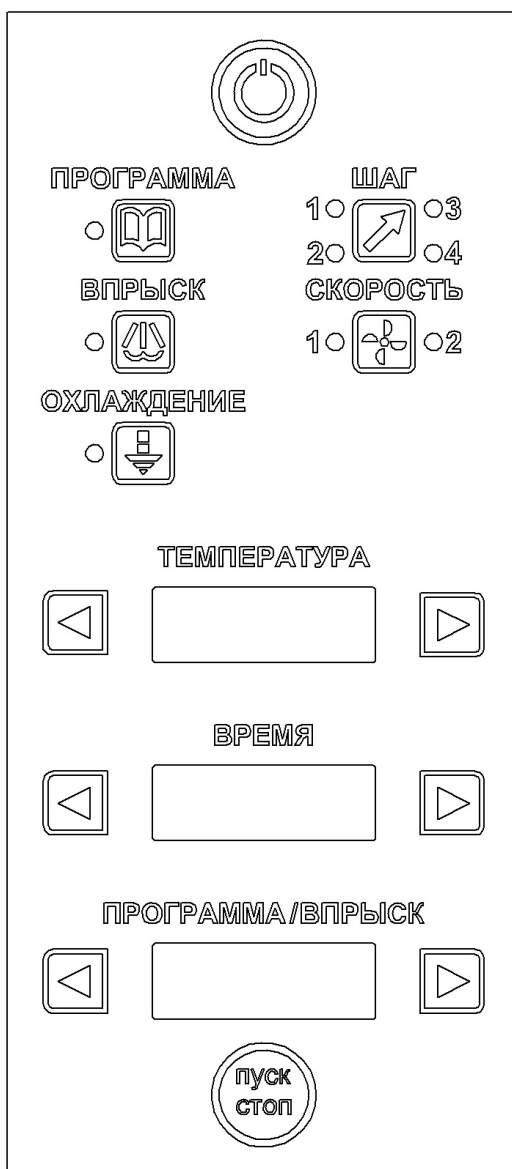 ПРОГРАММА ШАГ
1 3
2 4
ВПРЫСК СКОРОСТЬ
1 2
ОХЛАЖДЕНИЕ
ТЕМПЕРАТУРА
ВРЕМЯ
ПРОГРАММА/ВПРЫСК
пуск
стоп